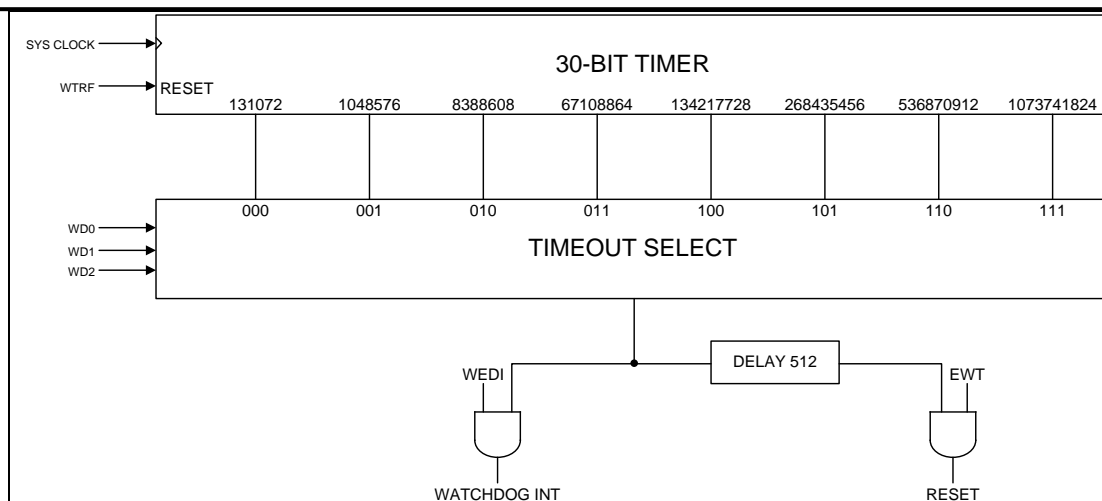 SYS CLOCK
30-BIT TIMER
WTRF
RESET
131072 1048576 8388608 67108864 134217728 268435456 536870912 1073741824
000 001 010 011 100 101 110 111
WD0
WD1
WD2
TIMEOUT SELECT
DELAY 512
WEDI
EWT
WATCHDOG INT
RESET